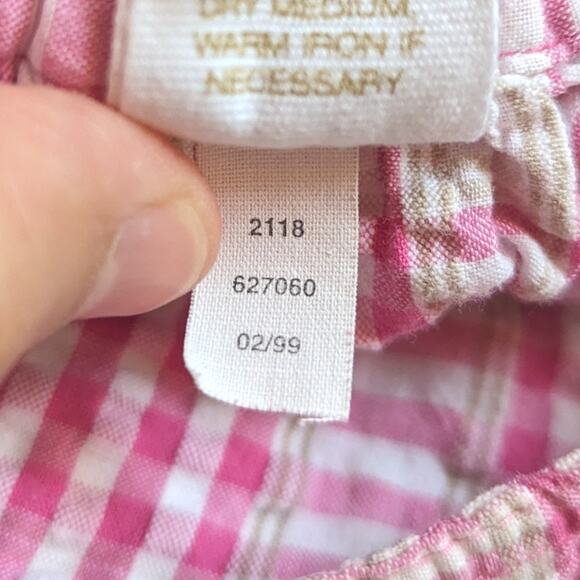 DRY MEDIUM,
WARM IRON IF
NECESSARY
2118
627060
02/99